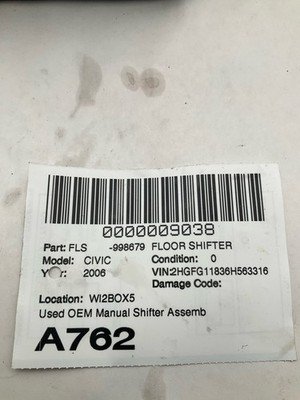 0000009038
Part: FLS -998679 FLOOR SHIFTER
Model: CIVIC Condition: 0
Year: 2006 VIN:2HGFG11836H563316
Damage Code:
Location: WI2BOX5
Used OEM Manual Shifter Assemb
A762